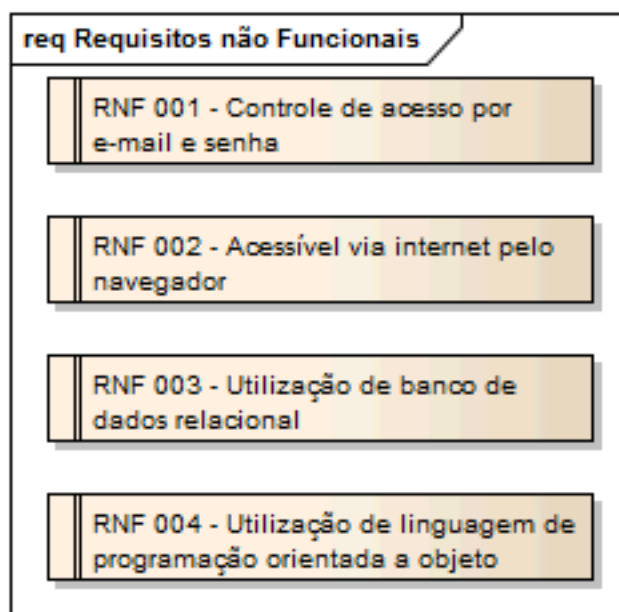 req Requisitos não Funcionais
RNF 001 - Controle de acesso por
e-mail e senha
RNF 002 - Acessível via internet pelo
navegador
RNF 003 - Utilização de banco de
dados relacional
RNF 004 - Utilização de linguagem de
programação orientada a objeto